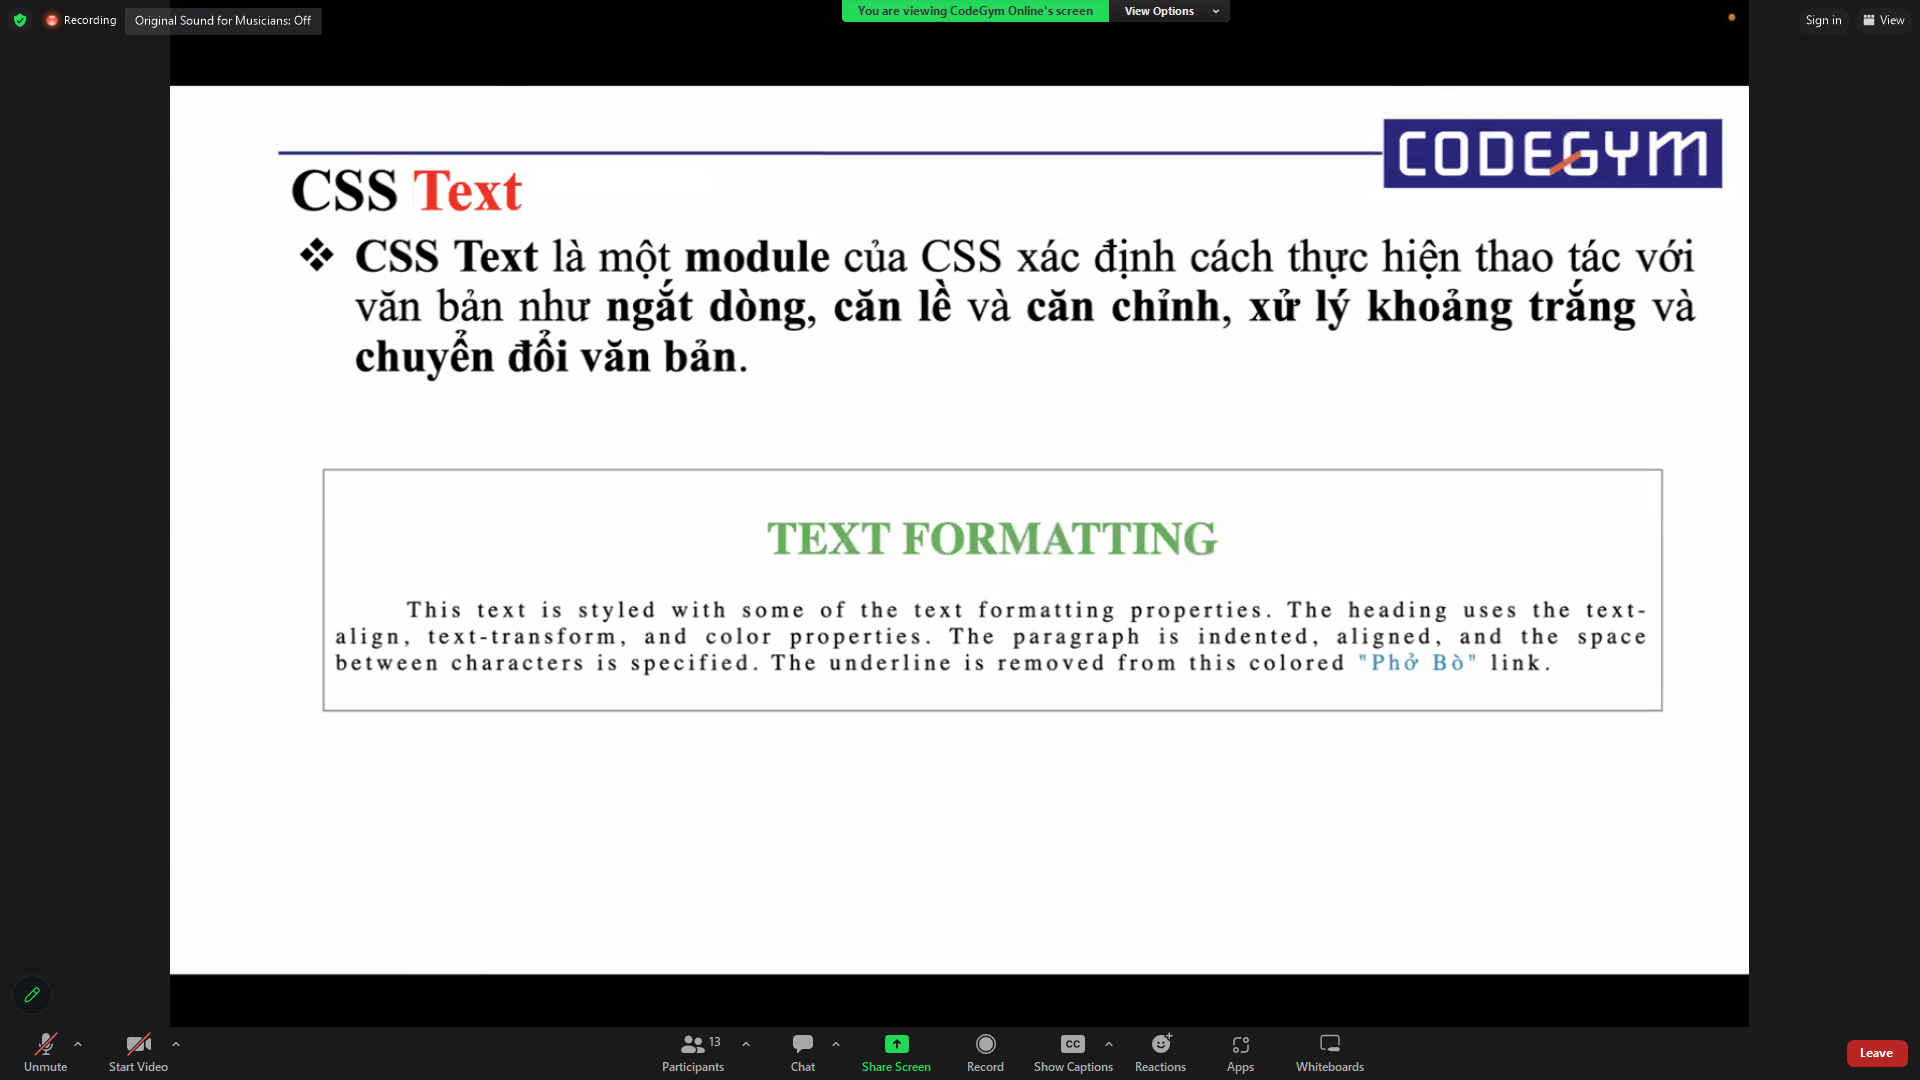 Recording
Original Sound for Musicians: Off
You are viewing CodeGym Online's screen
View Options
Sign in
View
CODEGYM
CSS Text
❖ CSS Text là một module của CSS xác định cách thực hiện thao tác với
văn bản như ngắt dòng, căn lề và căn chỉnh, xử lý khoảng trắng và
chuyển đổi văn bản.
TEXT FORMATTING
This text is styled with some of the text formatting properties. The heading uses the text-
align, text-transform, and color properties. The paragraph is indented, aligned, and the space
between characters is specified. The underline is removed from this colored "Phở Bò" link.
Unmute
Start Video
13
Participants
Chat
Share Screen
Record
CC
Show Captions
Reactions
Apps
Whiteboards
Leave